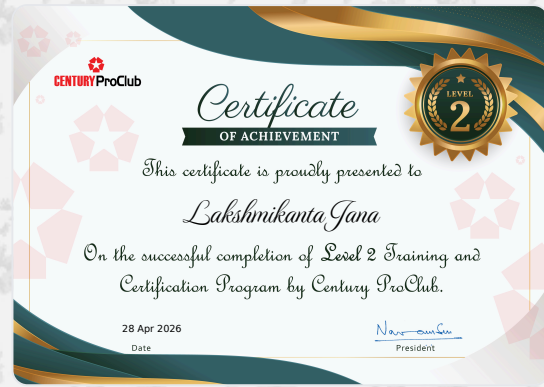 CENTURY ProClub
LEVEL
2
Certificate
OF ACHIEVEMENT
This certificate is proudly presented to
Lakshmikanta Jana
On the successful completion of Level 2 Training and
Certification Program by Century ProClub.
28 Apr 2026
Date
President